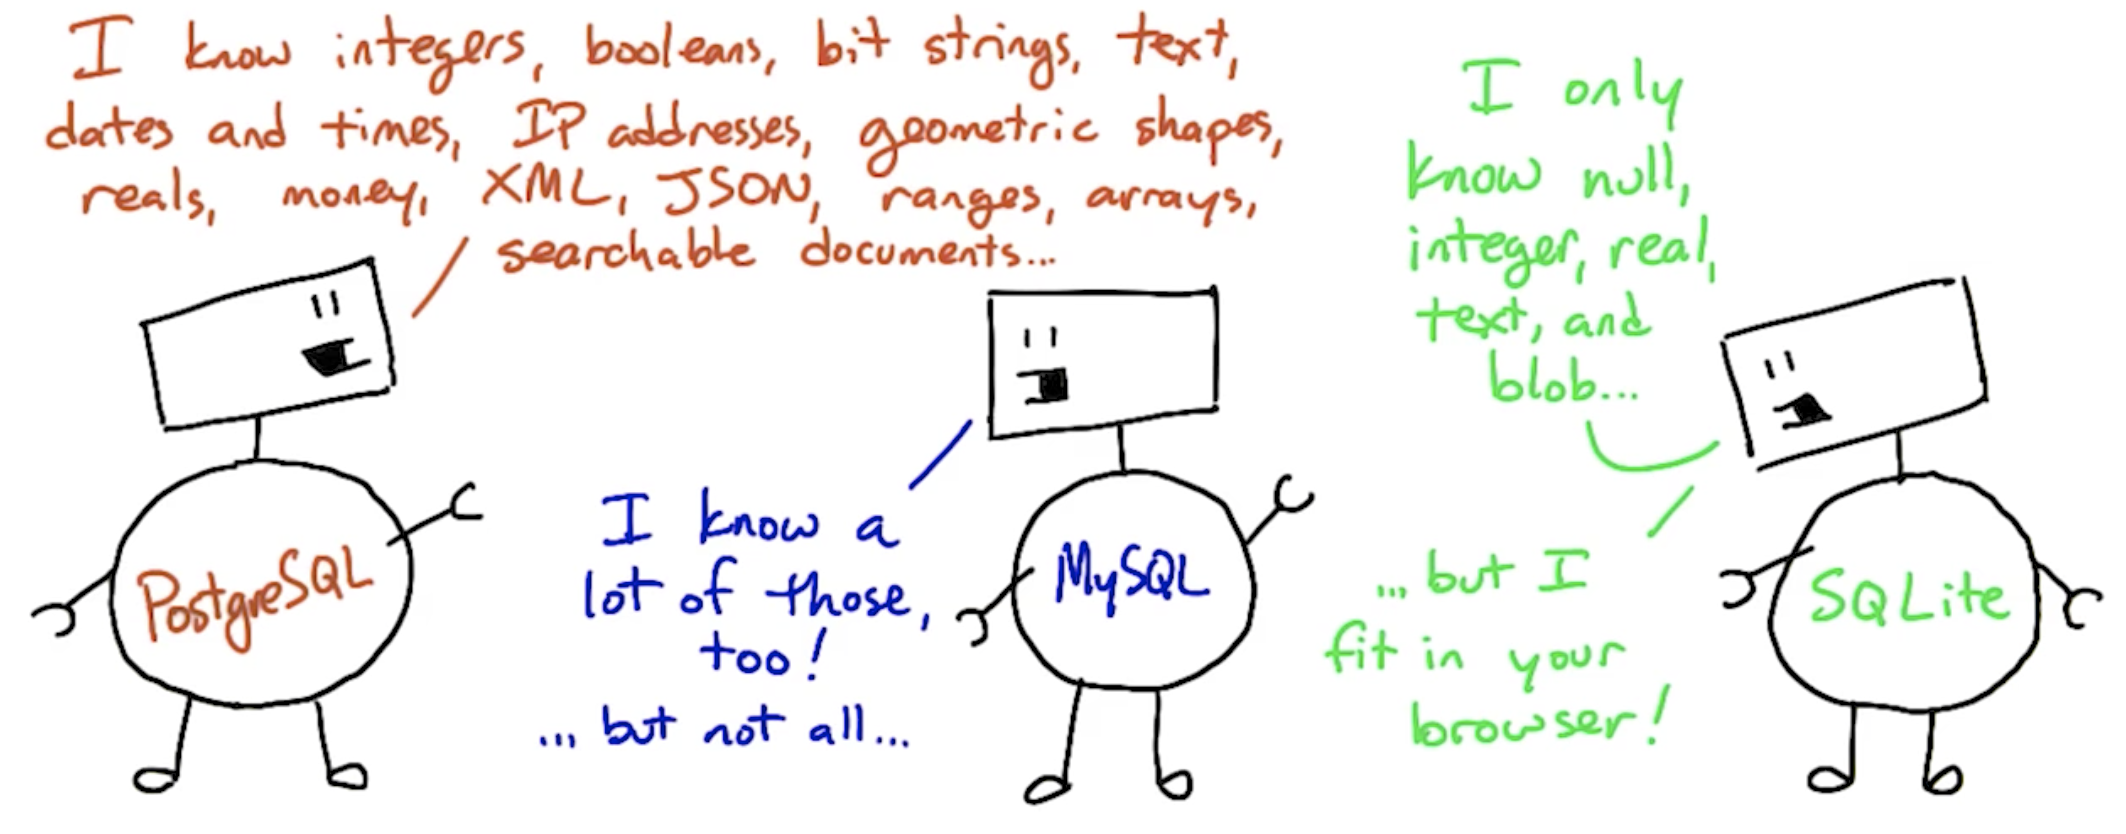 I know integers, booleans, bit strings, text,
dates and times, IP addresses, geometric shapes,
reals, money, XML, JSON, ranges, arrays,
searchable documents...
PostgreSQL
I know a
lot of those,
too!
... but not all...
MySQL
I only
know null,
integer, real,
text, and
blob...
... but I
fit in your
browser!
SQLite